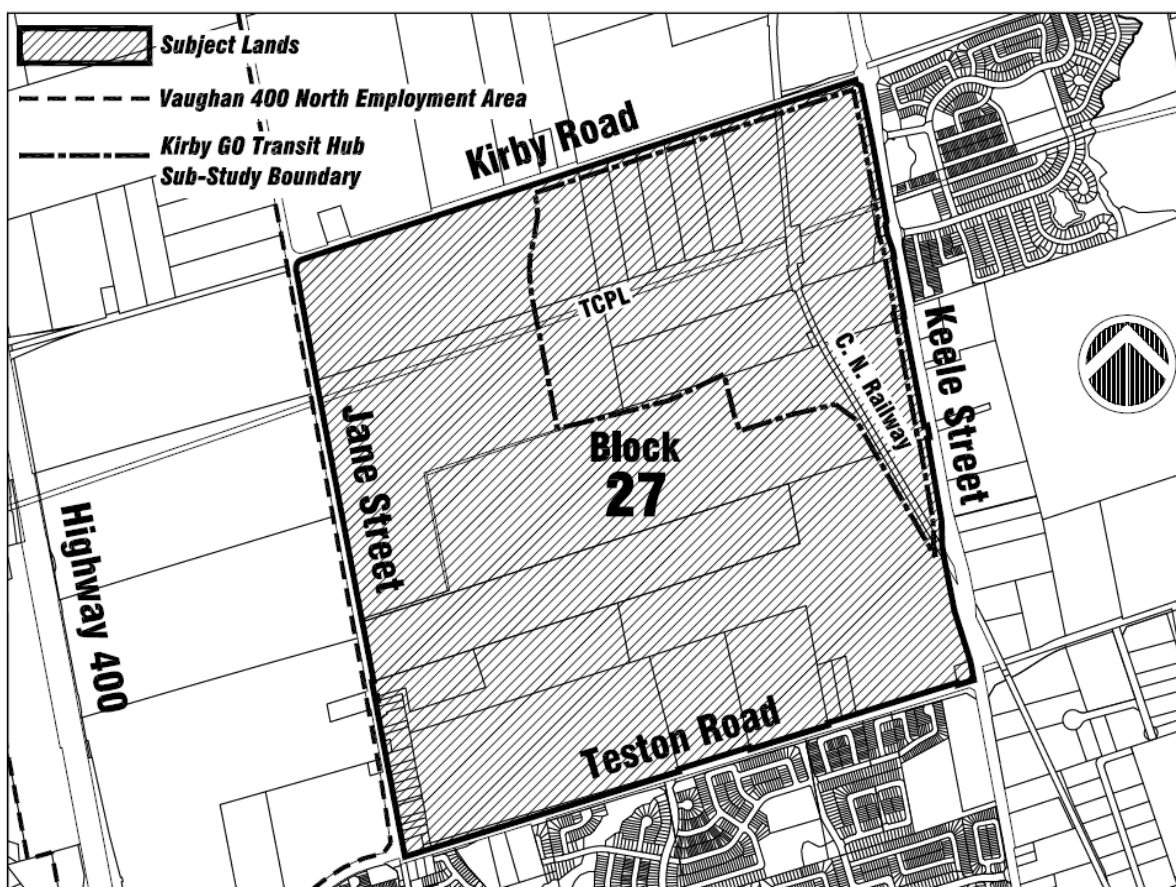 Subject Lands
Vaughan 400 North Employment Area
Kirby GO Transit Hub
Sub-Study Boundary
Kirby Road
TCPL
C. N. Railway
Keele Street
Jane Street
Block
27
Highway 400
Teston Road